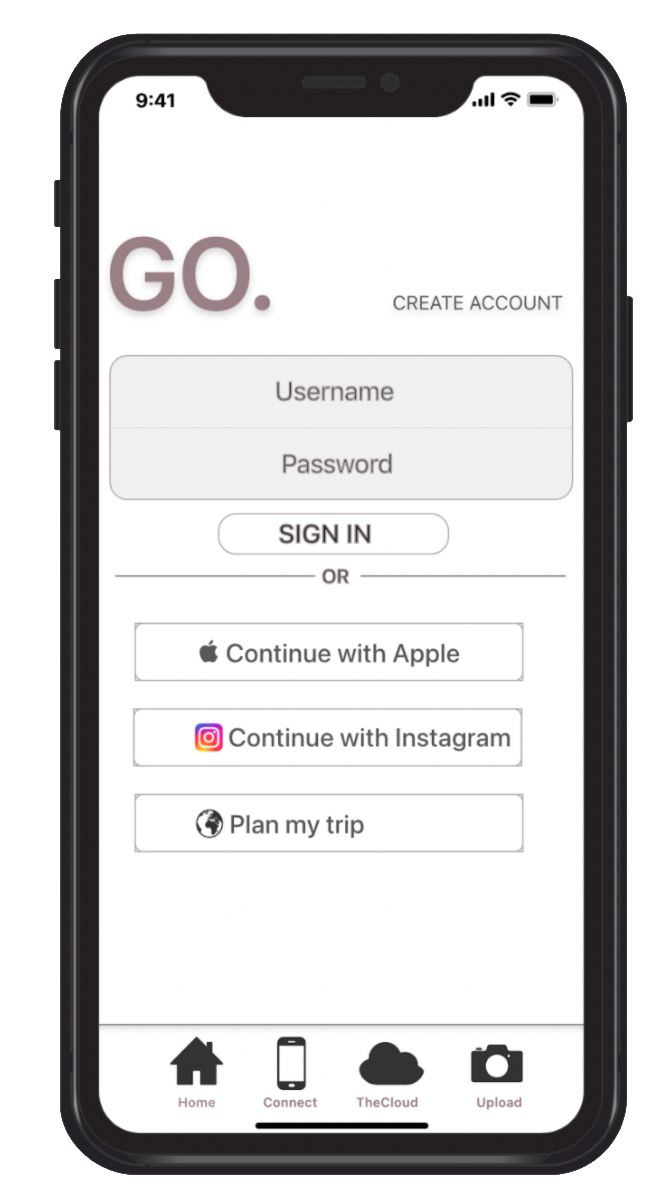 9:41
GO.
CREATE ACCOUNT
Username
Password
SIGN IN
OR
Continue with Apple
Continue with Instagram
Plan my trip
Home Connect TheCloud Upload